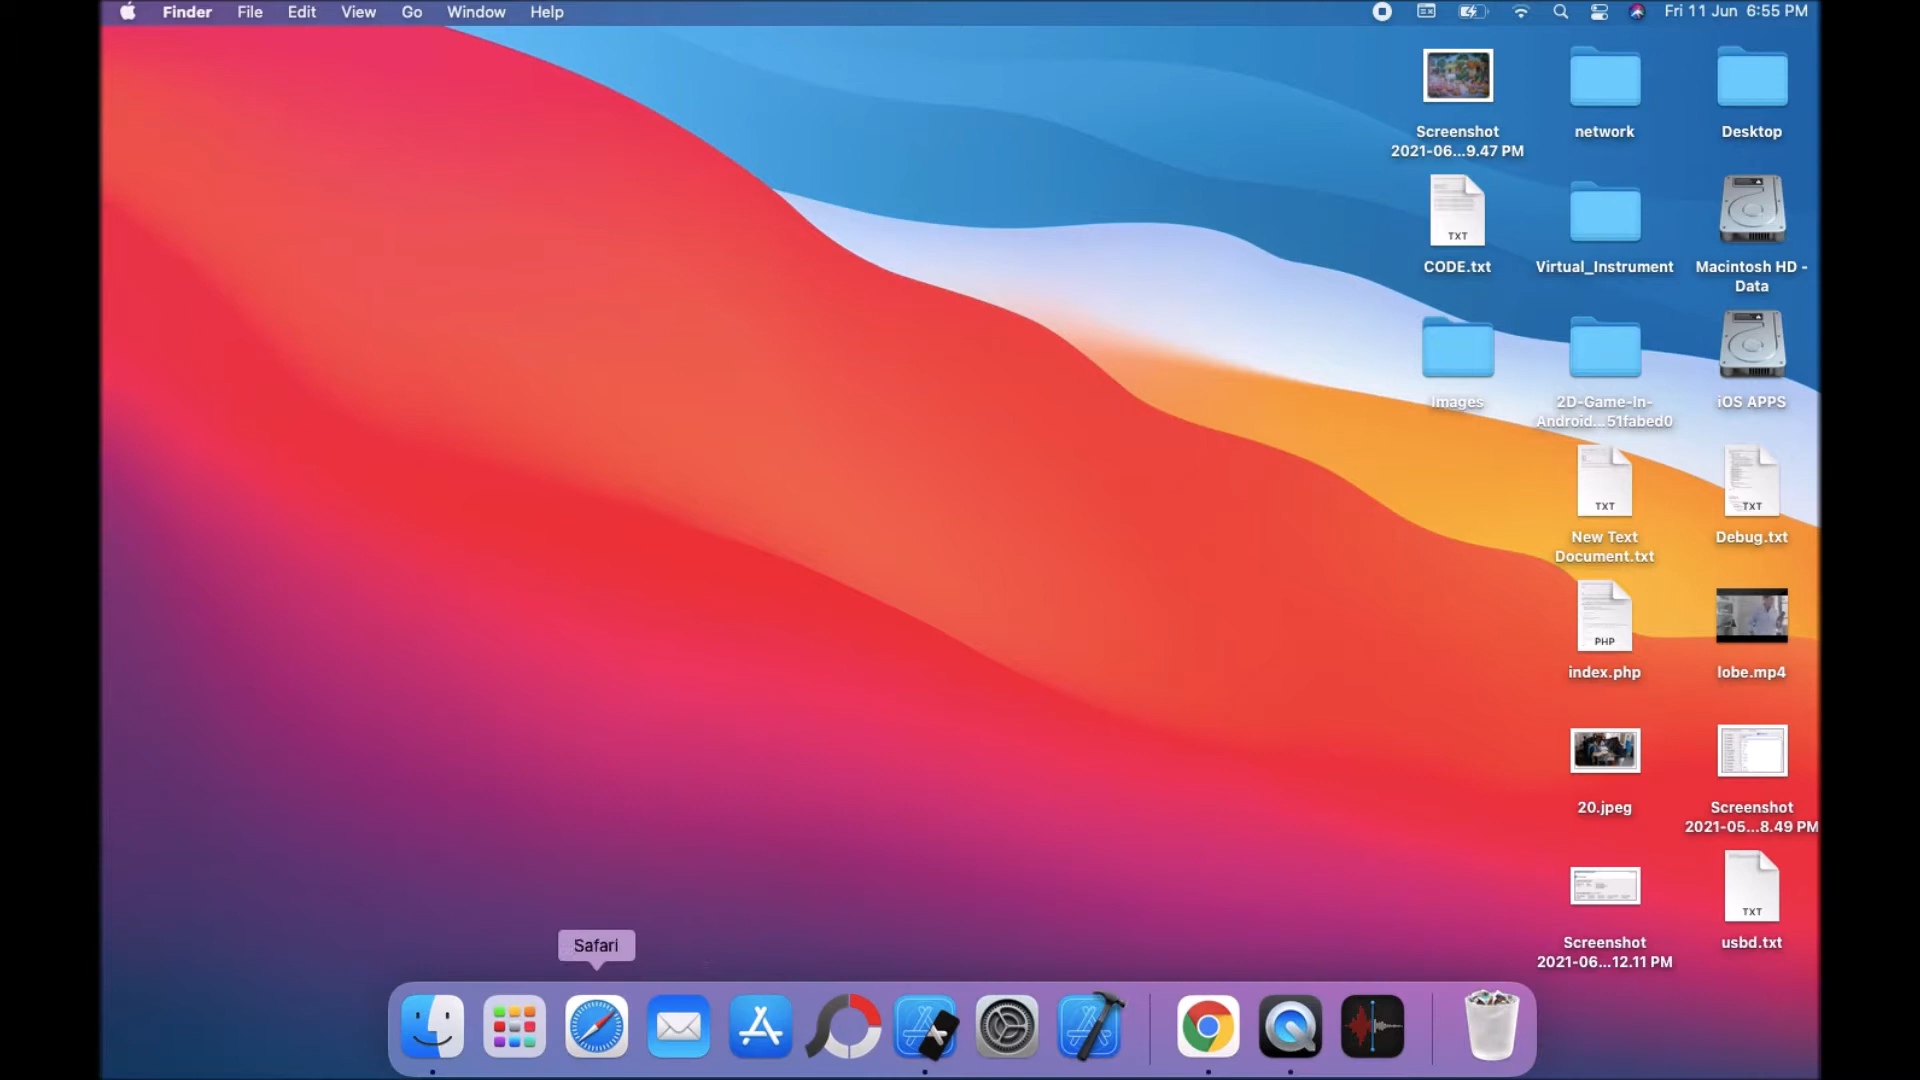 Finder File Edit View Go Window Help
Fri 11 Jun 6:55 PM
Screenshot
2021-06...9.47 PM
network
Desktop
TXT
CODE.txt
Virtual_Instrument
Macintosh HD -
Data
Images
2D-Game-In-
Android...51fabed0
iOS APPS
TXT
New Text
Document.txt
TXT
Debug.txt
PHP
index.php
lobe.mp4
20.jpeg
Screenshot
2021-05...8.49 PM
Screenshot
2021-06...12.11 PM
TXT
usbd.txt
Safari